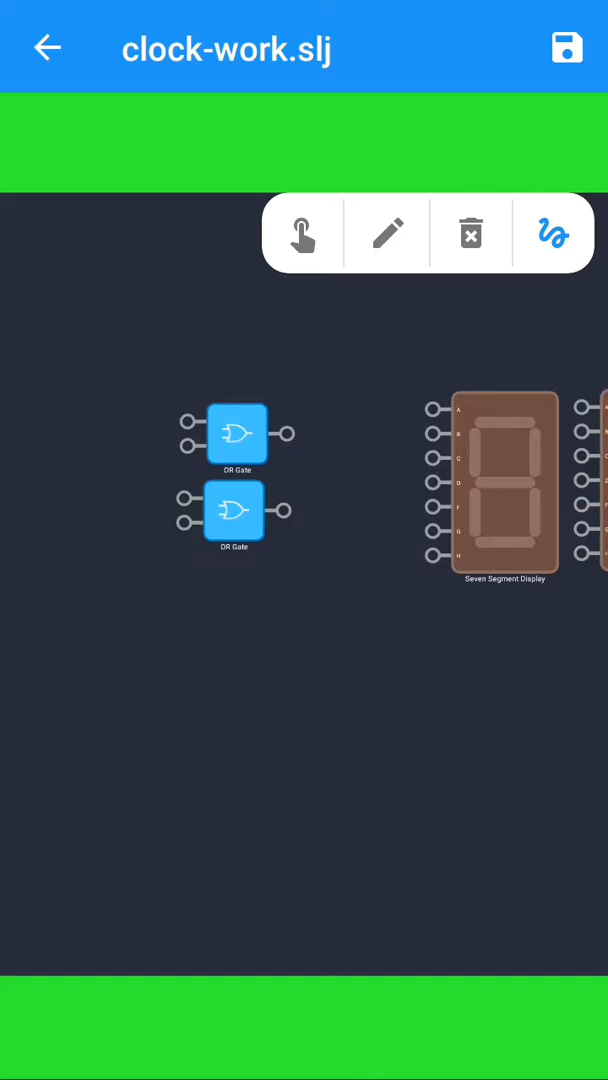 clock-work.slj
OR Gate
OR Gate
A
B
C
D
F
G
H
Seven Segment Display